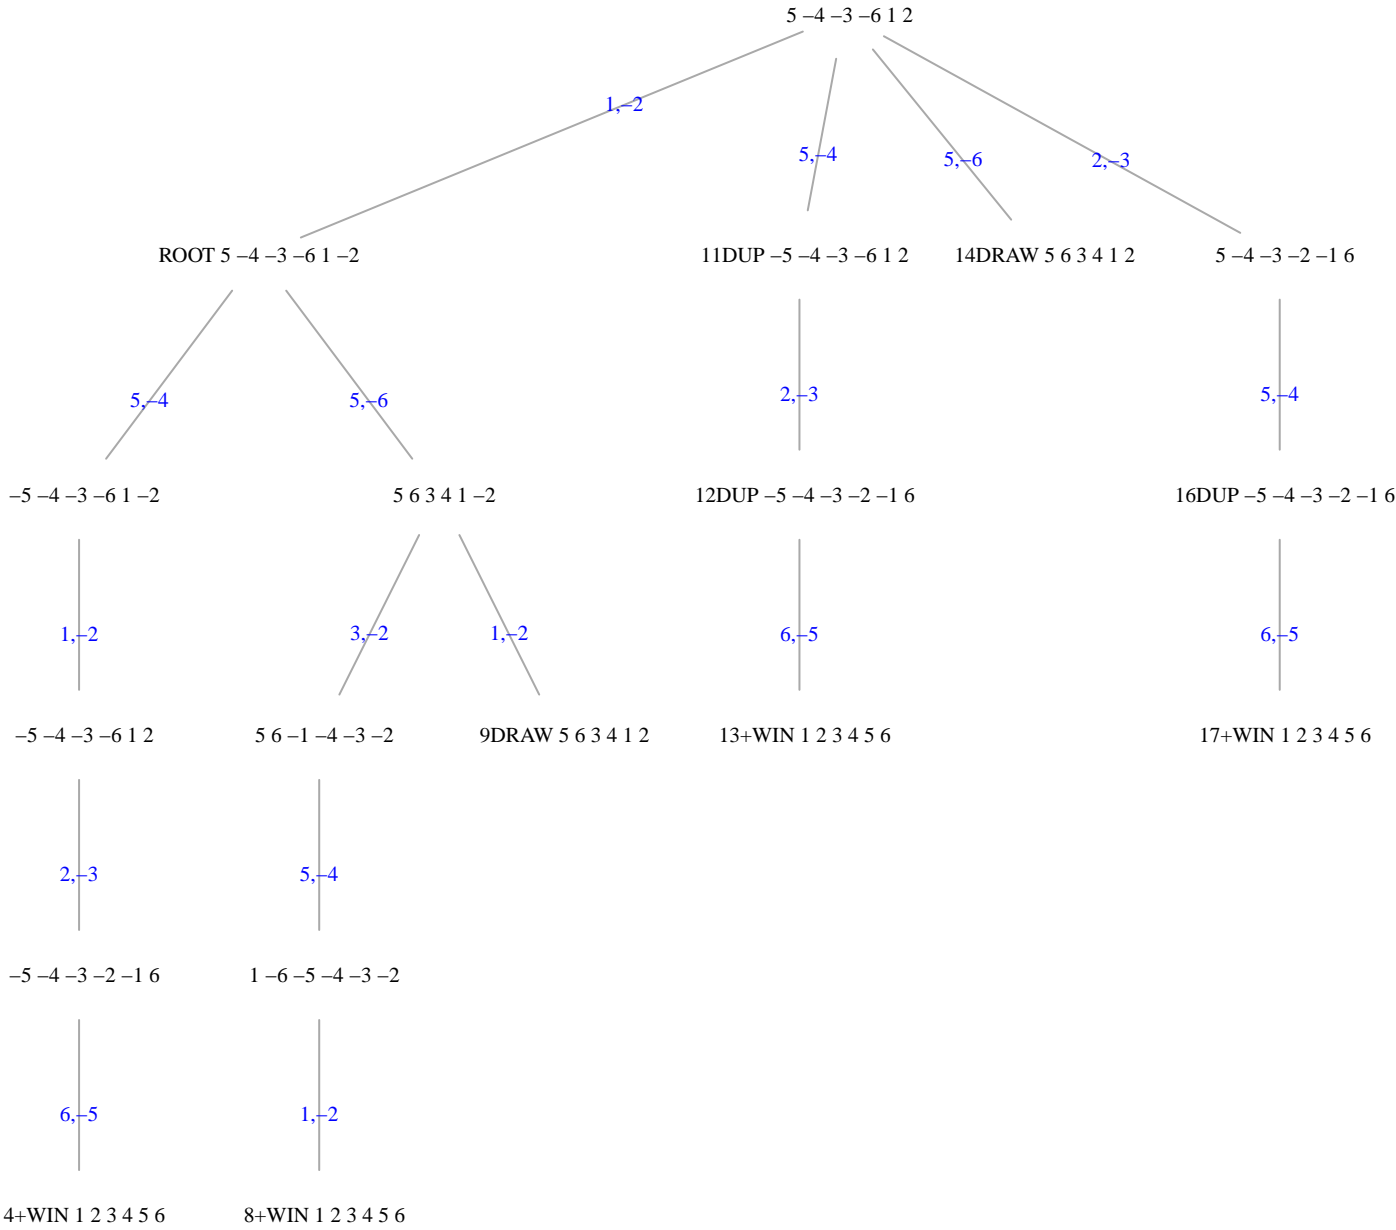 5 –4 –3 –6 1 2
1,–2
5,–4
5,–6
2,–3
ROOT 5 –4 –3 –6 1 –2
11DUP –5 –4 –3 –6 1 2
14DRAW 5 6 3 4 1 2
5 –4 –3 –2 –1 6
5,–4
5,–6
2,–3
5,–4
–5 –4 –3 –6 1 –2
5 6 3 4 1 –2
12DUP –5 –4 –3 –2 –1 6
16DUP –5 –4 –3 –2 –1 6
1,–2
3,–2
1,–2
6,–5
6,–5
–5 –4 –3 –6 1 2
5 6 –1 –4 –3 –2
9DRAW 5 6 3 4 1 2
13+WIN 1 2 3 4 5 6
17+WIN 1 2 3 4 5 6
2,–3
5,–4
–5 –4 –3 –2 –1 6
1 –6 –5 –4 –3 –2
6,–5
1,–2
4+WIN 1 2 3 4 5 6
8+WIN 1 2 3 4 5 6